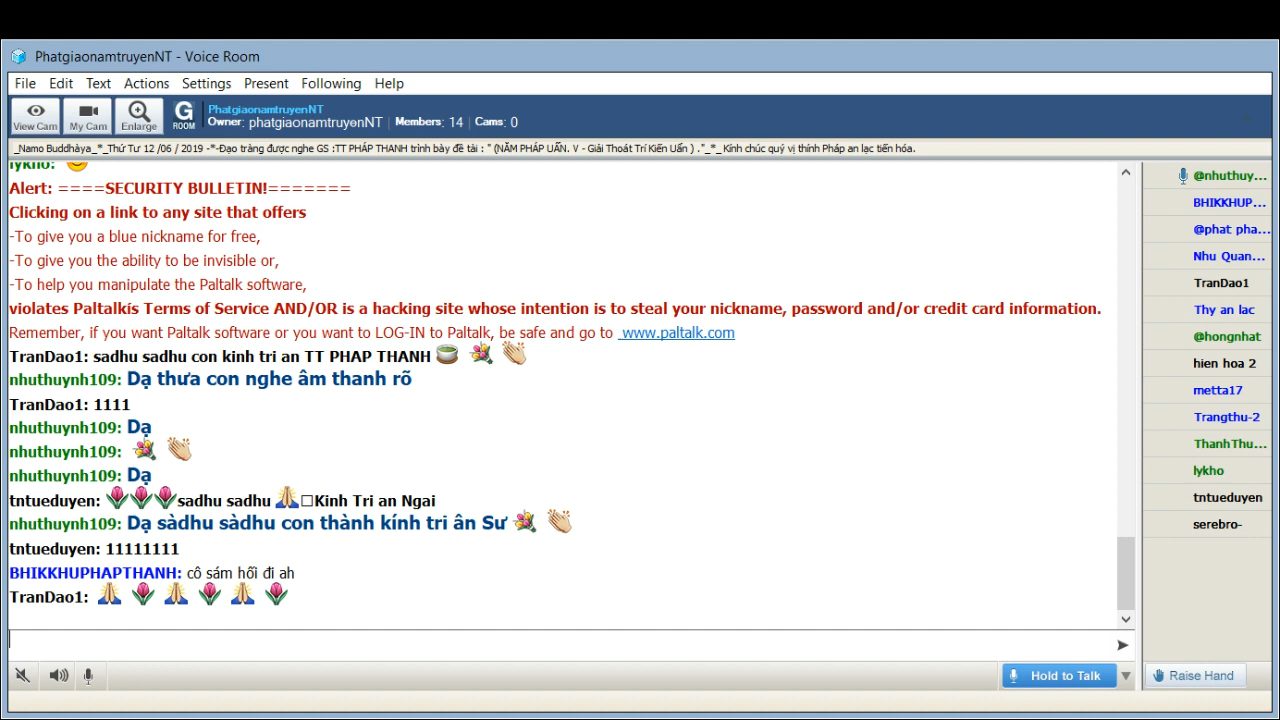 PhatgiaonamtruyenNT - Voice Room
File Edit Text Actions Settings Present Following Help
View Cam My Cam Enlarge G ROOM
PhatgiaonamtruyenNT
Owner: phatgiaonamtruyenNT Members: 14 Cams: 0
_Namo Buddhàya_*_Thứ Tư 12 /06 / 2019 -*-Đạo tràng được nghe GS :TT PHÁP THANH trình bày đề tài : " (NĂM PHÁP UẨN. V - Giải Thoát Trí Kiến Uẩn ) ."_*_ Kính chúc quý vị thính Pháp an lạc tiến hóa.
lykho:
Alert: ====SECURITY BULLETIN!=======
Clicking on a link to any site that offers
-To give you a blue nickname for free,
-To give you the ability to be invisible or,
-To help you manipulate the Paltalk software,
violates Paltalkís Terms of Service AND/OR is a hacking site whose intention is to steal your nickname, password and/or credit card information.
Remember, if you want Paltalk software or you want to LOG-IN to Paltalk, be safe and go to www.paltalk.com
TranDao1: sadhu sadhu con kinh tri an TT PHAP THANH
nhuthuynh109: Dạ thưa con nghe âm thanh rõ
TranDao1: 1111
nhuthuynh109: Dạ
nhuthuynh109:
nhuthuynh109: Dạ
tntueduyen: sadhu sadhu Kinh Tri an Ngai
nhuthuynh109: Dạ sàdhu sàdhu con thành kính tri ân Sư
tntueduyen: 11111111
BHIKKHUPHAPTHANH: cô sám hối đi ah
TranDao1:
@nhuthuy...
BHIKKHUP...
@phat pha...
Nhu Quan...
TranDao1
Thy an lac
@hongnhat
hien hoa 2
metta17
Trangthu-2
ThanhThu...
lykho
tntueduyen
serebro-
Hold to Talk
Raise Hand